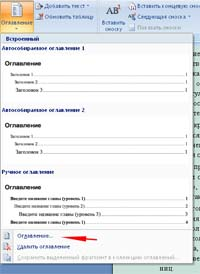 Оглавление
Добавить текст
Обновить таблицу
AB¹
Вставить сноску
Вставить концевую
Следующая сноска
Показать сноски
Встроенный
Автособираемое оглавление 1
Оглавление
Заголовок 1 1
Заголовок 2 1
Заголовок 3 1
Автособираемое оглавление 2
Оглавление
Заголовок 1 1
Заголовок 2 1
Заголовок 3 1
Ручное оглавление
Оглавление
Введите название главы (уровень 1) 1
Введите название главы (уровень 2) 2
Введите название главы (уровень 3) 3
Введите название главы (уровень 1) 4
Оглавление...
Удалить оглавление
Сохранить выделенный фрагмент в коллекцию оглавлений...